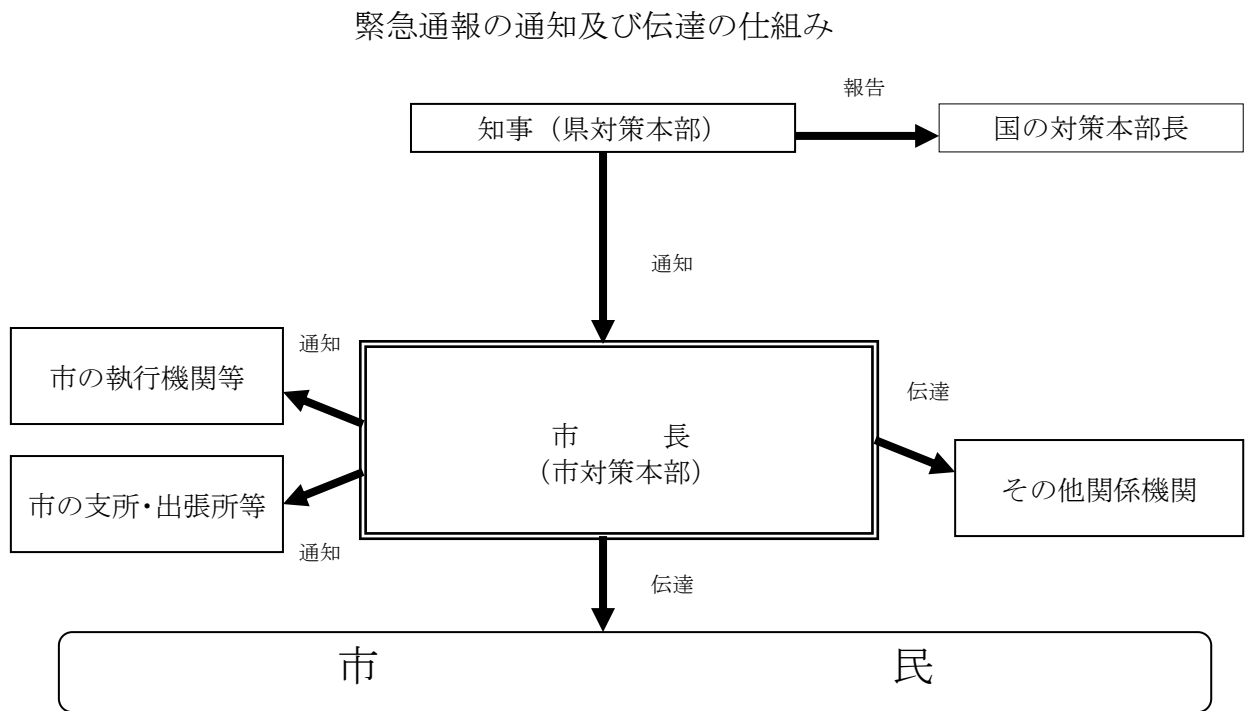 緊急通報の通知及び伝達の仕組み
報告
知事（県対策本部）
国の対策本部長
通知
通知
市の執行機関等
伝達
市　　　長
（市対策本部）
市の支所・出張所等
その他関係機関
通知
伝達
市　　　　　　　　　　　　　民